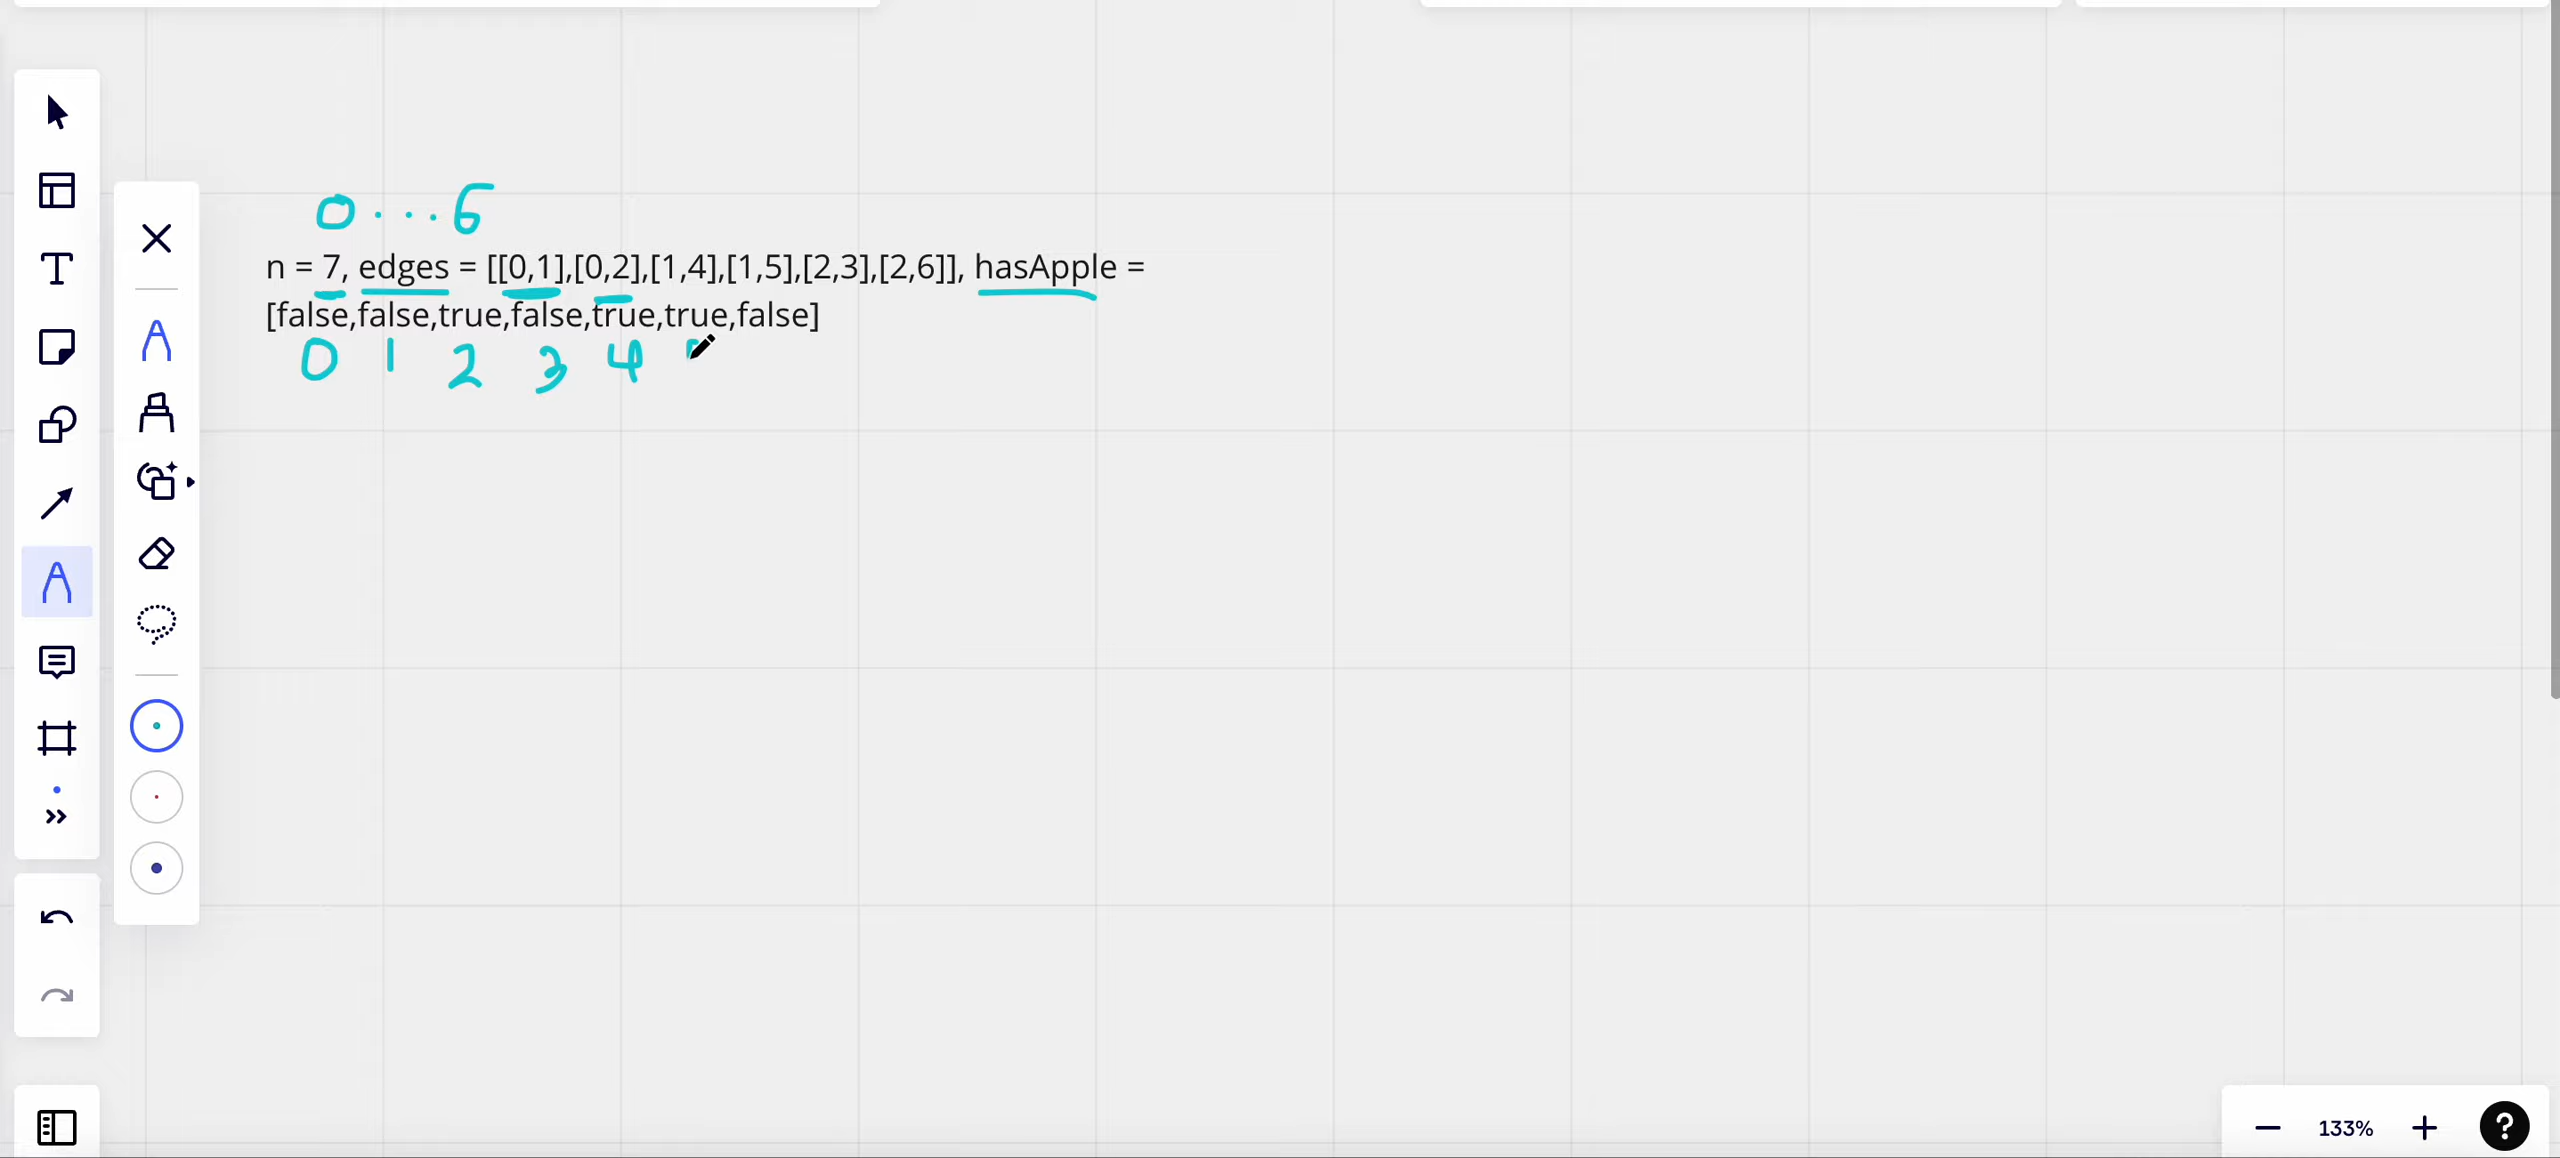 0 . . . 6
n = 7, edges = [[0,1],[0,2],[1,4],[1,5],[2,3],[2,6]], hasApple =
[false,false,true,false,true,true,false]
0 1 2 3 4
133%